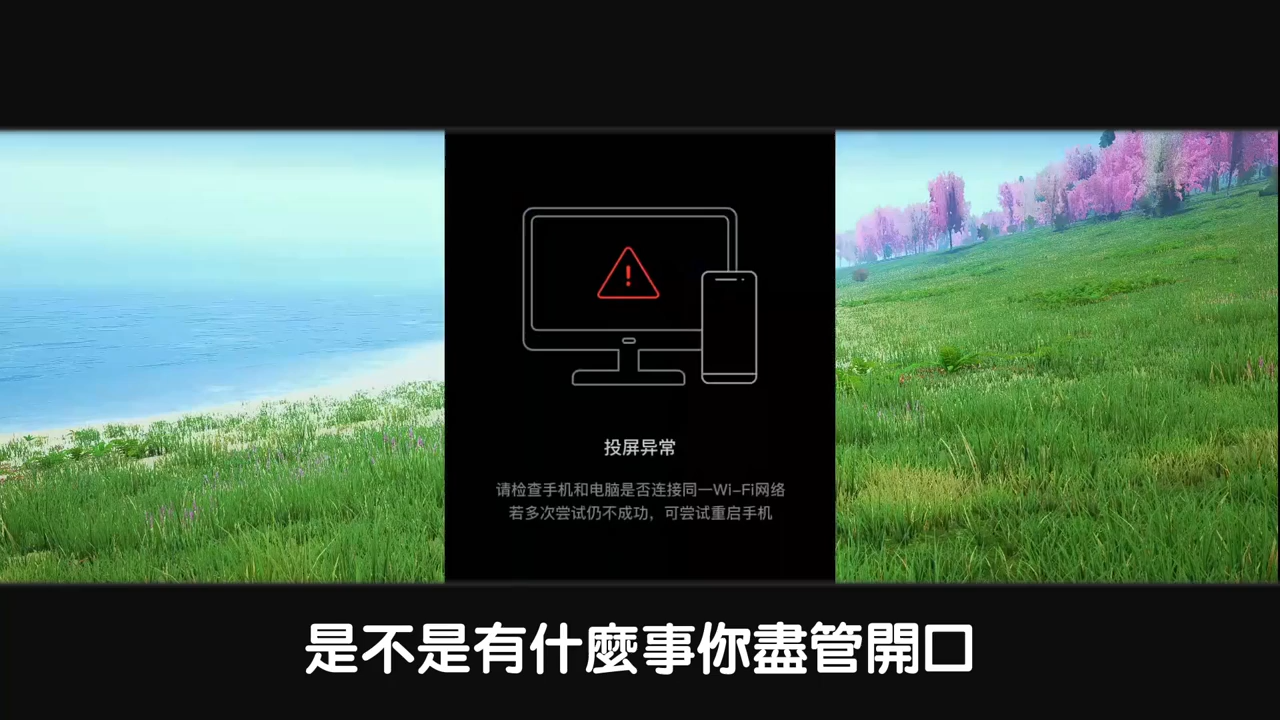 投屏异常
请检查手机和电脑是否连接同一Wi-Fi网络
若多次尝试仍不成功，可尝试重启手机
是不是有什麼事你盡管開口